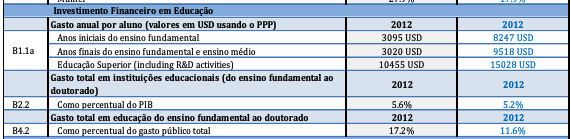 Investimento Financeiro em Educação
Gasto anual por aluno (valores em USD usando o PPP) 2012 2012
B1.1a
Anos iniciais do ensino fundamental 3095 USD 8247 USD
Anos finais do ensino fundamental e ensino médio 3020 USD 9518 USD
Educação Superior (including R&D activities) 10455 USD 15028 USD
Gasto total em instituições educacionais (do ensino fundamental ao
doutorado) 2012 2012
B2.2 Como percentual do PIB 5.6% 5.2%
Gasto total em educação do ensino fundamental ao doutorado 2012 2012
B4.2 Como percentual do gasto público total 17.2% 11.6%